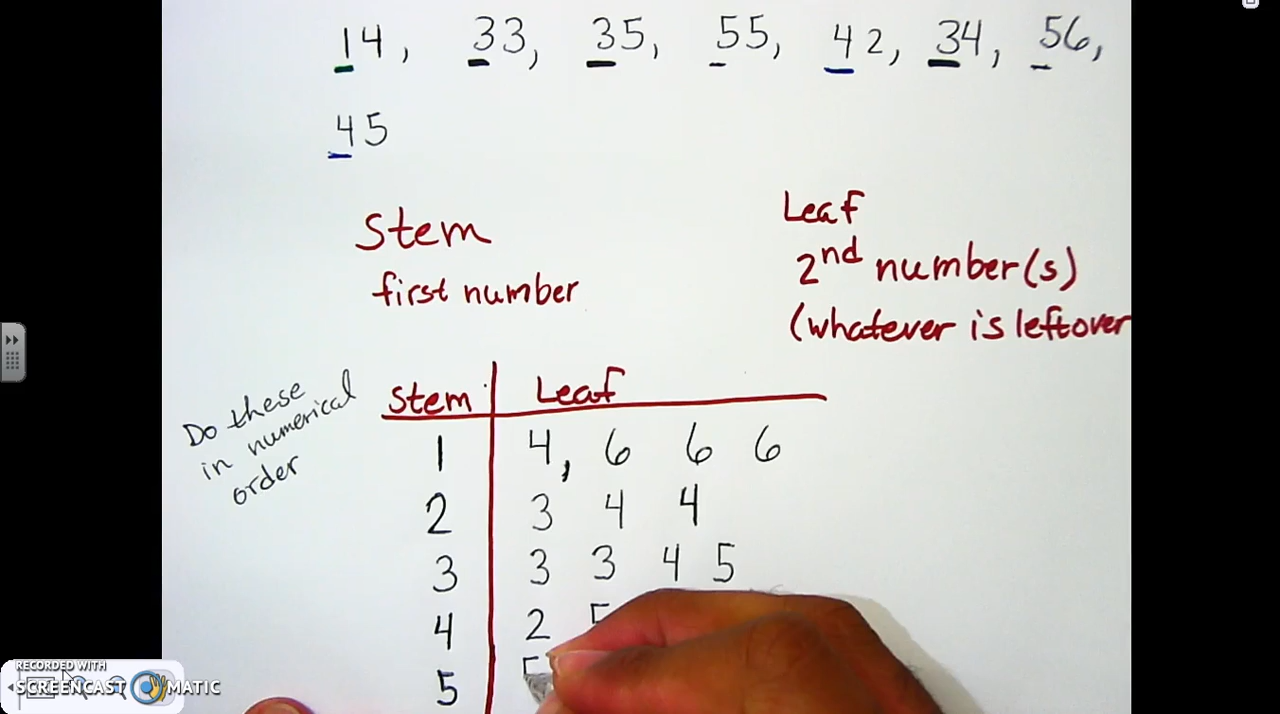 14, 33, 35, 55, 42, 34, 56,
45
Stem
first number
Leaf
2nd number(s)
(whatever is leftover
Do these
in numerical
order
Stem Leaf
1 4, 6 6 6
2 3 4 4
3 3 3 4 5
4 2 5
5 5
RECORDED WITH
SCREENCAST MATIC